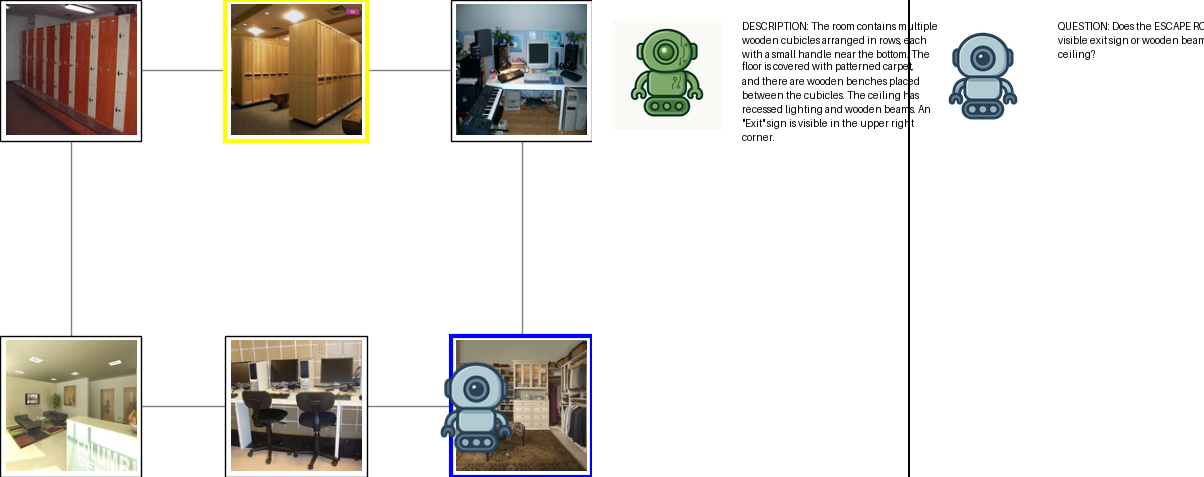 DESCRIPTION: The room contains multiple
wooden cubicles arranged in rows, each
with a small handle near the bottom. The
floor is covered with patterned carpet,
and there are wooden benches placed
between the cubicles. The ceiling has
recessed lighting and wooden beams. An
"Exit" sign is visible in the upper right
corner.
QUESTION: Does the ESCAPE RO
visible exit sign or wooden beam
ceiling?